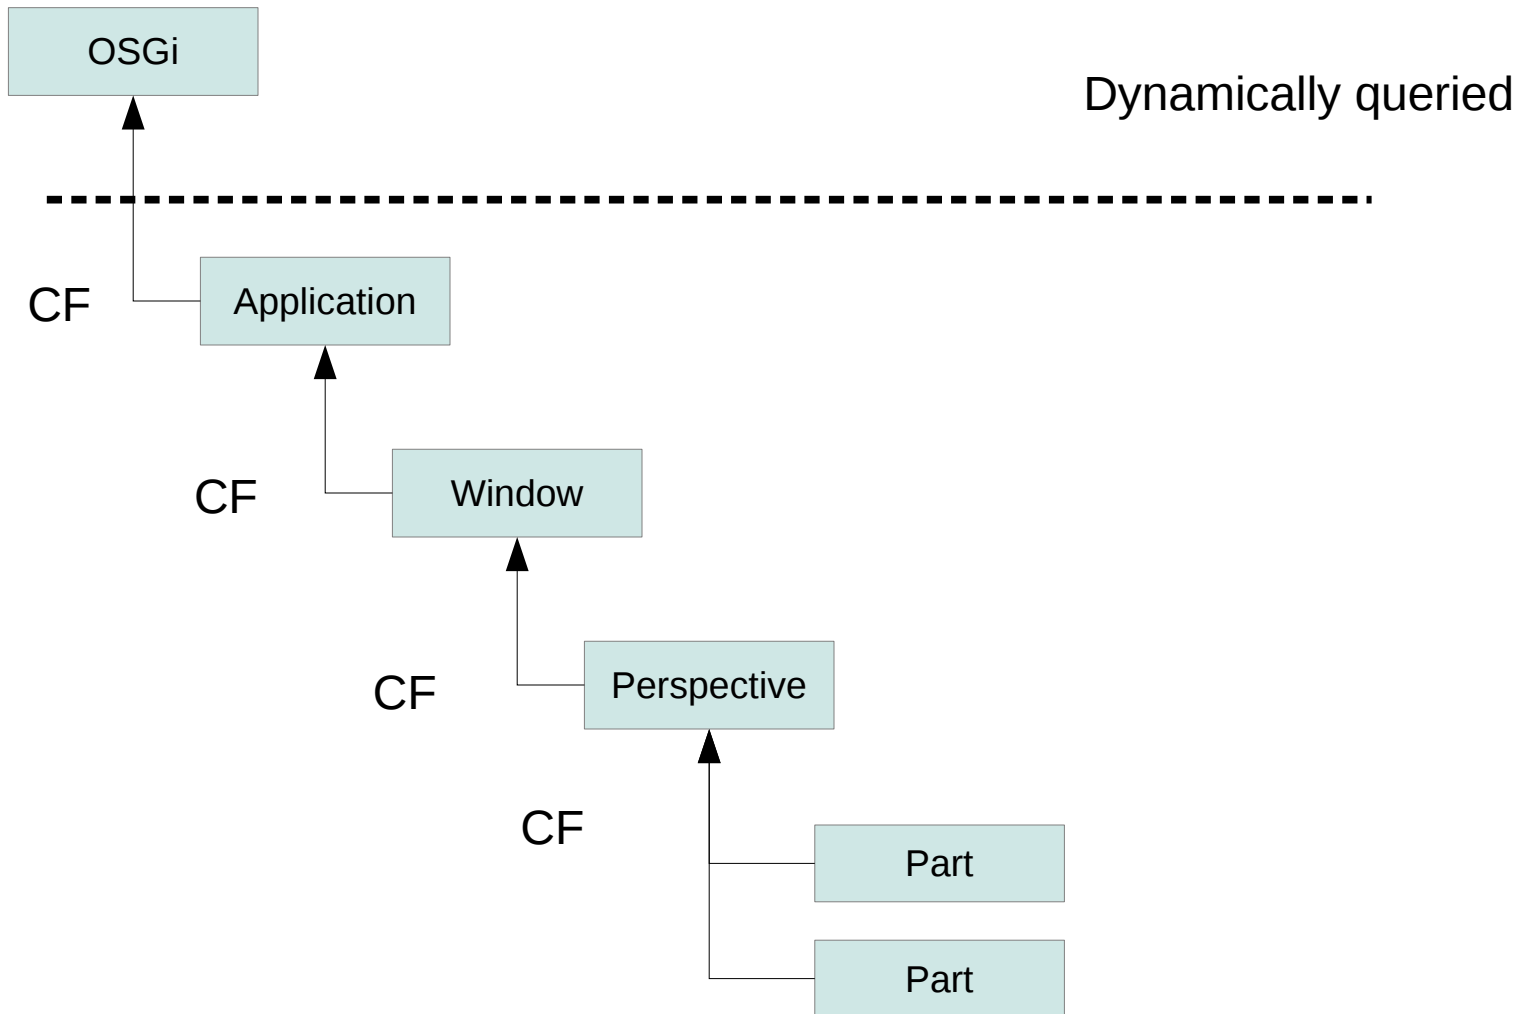 OSGi
Dynamically queried
CF
Application
CF
Window
CF
Perspective
CF
Part
Part